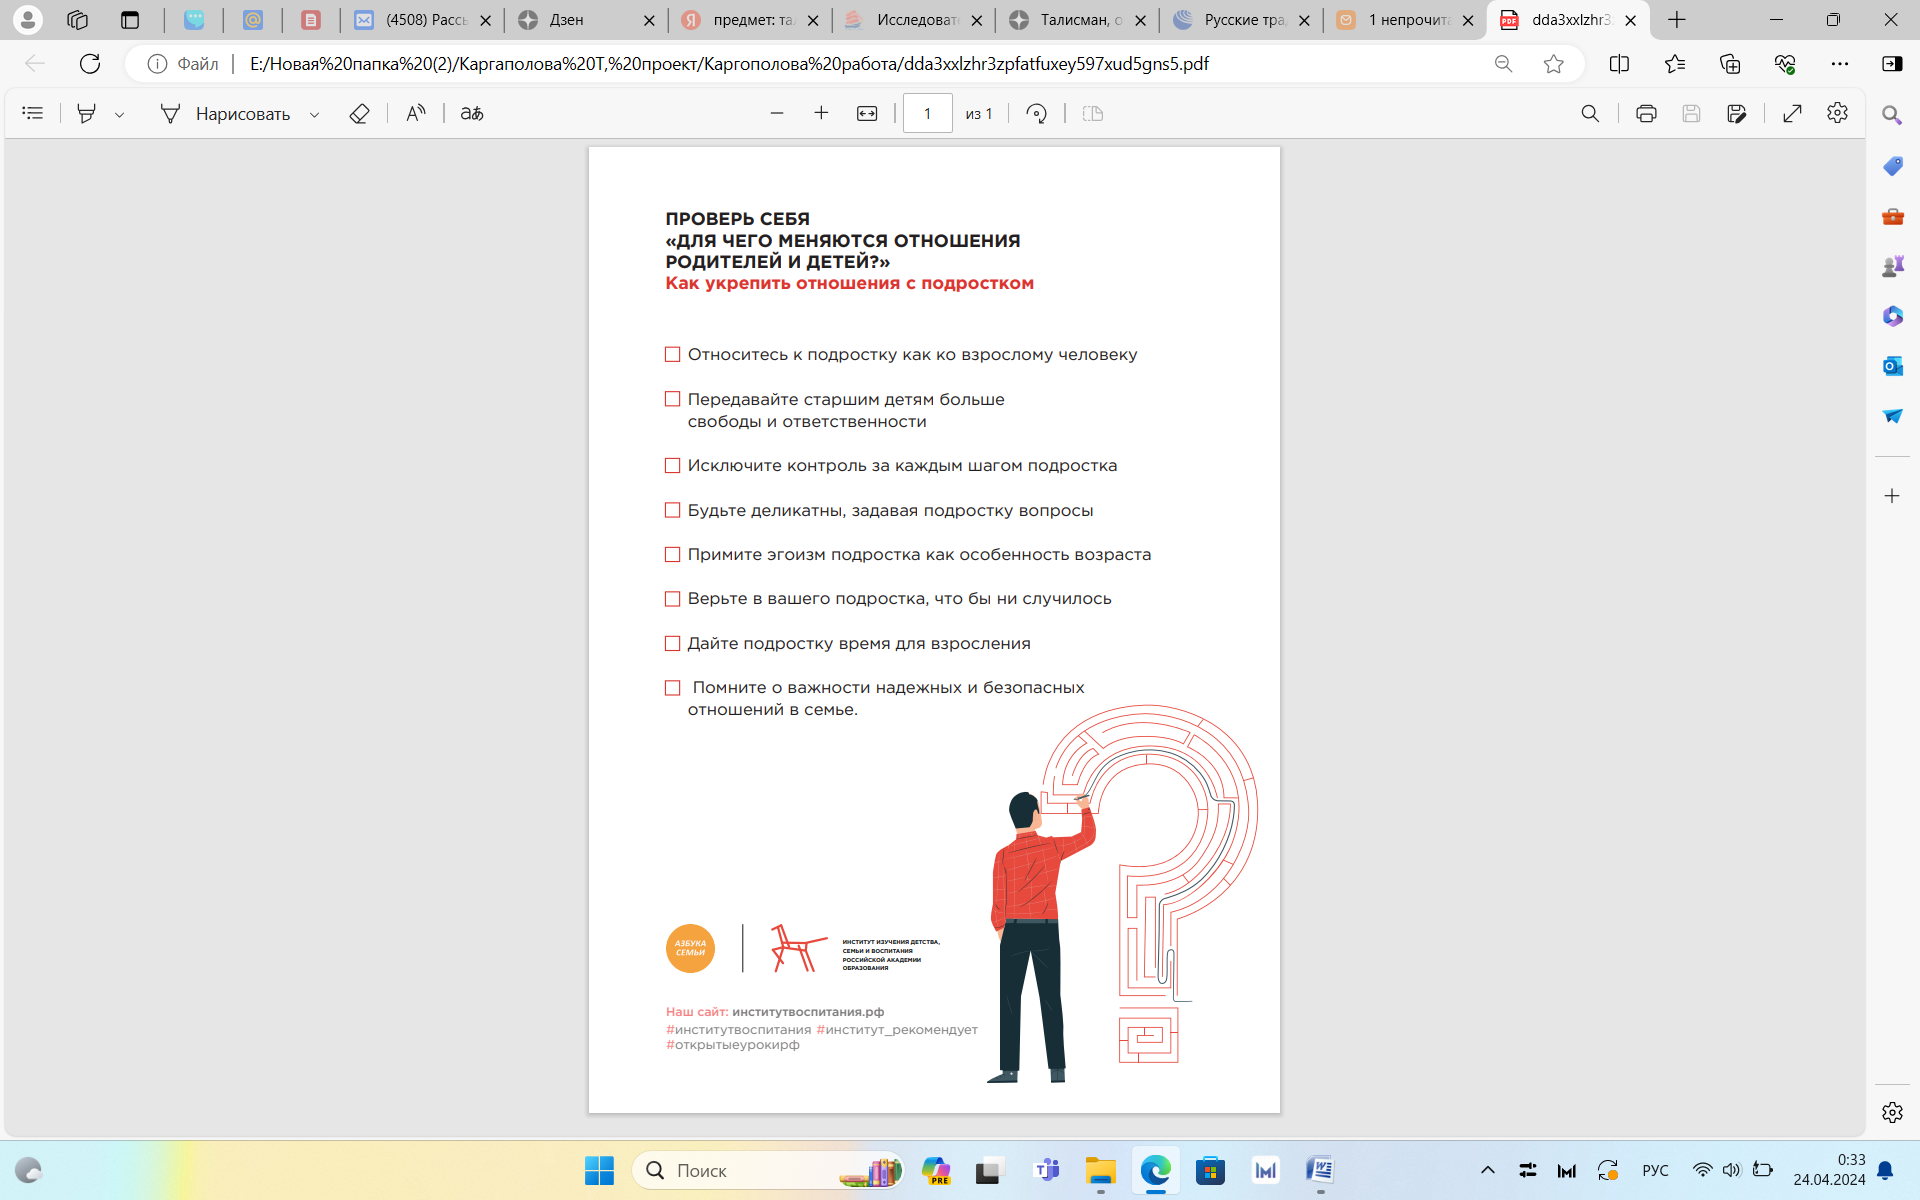 (4508) Рассы
Дзен
предмет: тал
Исследоват
Талисман, о
Русские тра
1 непрочита
dda3xxlzhr3z
Файл
E:/Новая%20папка%20(2)/Каргаполова%20Т,%20проект/Каргополова%20работа/dda3xxlzhr3zpfatfuxey597xud5gns5.pdf
Нарисовать
аあ
1
из 1
ПРОВЕРЬ СЕБЯ
«ДЛЯ ЧЕГО МЕНЯЮТСЯ ОТНОШЕНИЯ
РОДИТЕЛЕЙ И ДЕТЕЙ?»
Как укрепить отношения с подростком
Относитесь к подростку как ко взрослому человеку
Передавайте старшим детям больше
свободы и ответственности
Исключите контроль за каждым шагом подростка
Будьте деликатны, задавая подростку вопросы
Примите эгоизм подростка как особенность возраста
Верьте в вашего подростка, что бы ни случилось
Дайте подростку время для взросления
Помните о важности надежных и безопасных
отношений в семье.
АЗБУКА
СЕМЬИ
ИНСТИТУТ ИЗУЧЕНИЯ ДЕТСТВА,
СЕМЬИ И ВОСПИТАНИЯ
РОССИЙСКОЙ АКАДЕМИИ
ОБРАЗОВАНИЯ
Наш сайт: институтвоспитания.рф
#институтвоспитания #институт_рекомендует
#открытыеурокирф
Поиск
PRE
РУС
0:33
24.04.2024